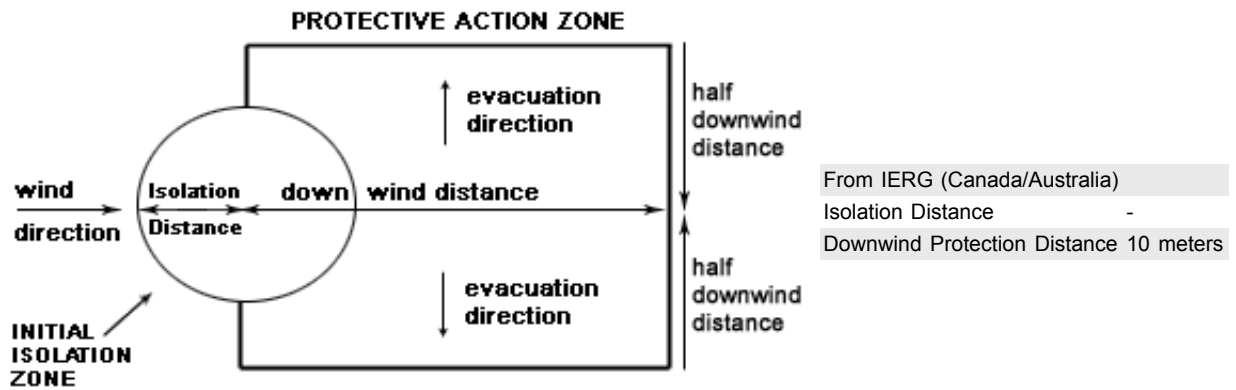 PROTECTIVE ACTION ZONE
evacuation
direction
half
downwind
distance
wind
direction
Isolation
Distance
down wind distance
evacuation
direction
half
downwind
distance
INITIAL
ISOLATION
ZONE
From IERG (Canada/Australia)
Isolation Distance -
Downwind Protection Distance 10 meters